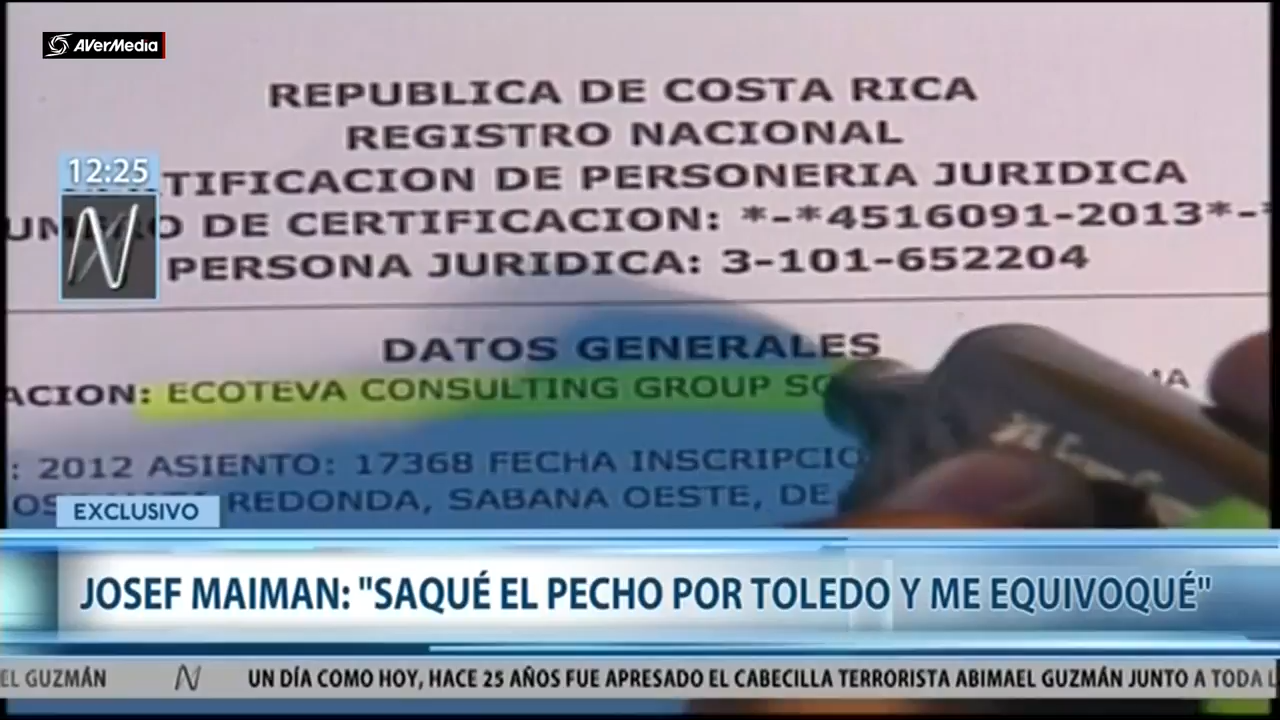 AVerMedia
REPUBLICA DE COSTA RICA
REGISTRO NACIONAL
TIFICACION DE PERSONERIA JURIDICA
12:25
DE CERTIFICACION: *-*4516091-2013*-*
PERSONA JURIDICA: 3-101-652204
N
DATOS GENERALES
ACION: ECOTEVA CONSULTING GROUP
: 2012 ASIENTO: 17368 FECHA INSCRIPCIO
REDONDA, SABANA OESTE, DE
EXCLUSIVO
JOSEF MAIMAN: "SAQUÉ EL PECHO POR TOLEDO Y ME EQUIVOQUÉ"
EL GUZMÁN N UN DÍA COMO HOY, HACE 25 AÑOS FUE APRESADO EL CABECILLA TERRORISTA ABIMAEL GUZMÁN JUNTO A TODA L